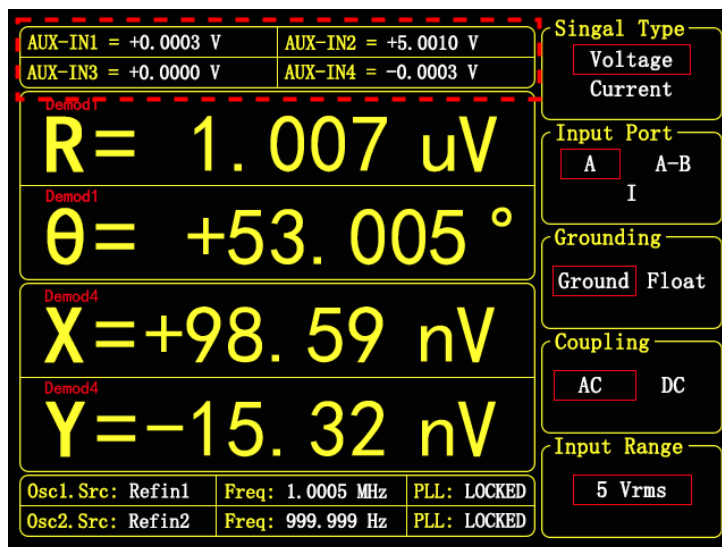 AUX-IN1 = +0.0003 V AUX-IN2 = +5.0010 V
AUX-IN3 = +0.0000 V AUX-IN4 = -0.0003 V
Demod1
R= 1.007 uV
Demod1
θ= +53.005 °
Demod4
X=+98.59 nV
Demod4
Y=-15.32 nV
Osc1.Src: Refin1 Freq: 1.0005 MHz PLL: LOCKED
Osc2.Src: Refin2 Freq: 999.999 Hz PLL: LOCKED
Singal Type
Voltage
Current
Input Port
A A-B
I
Grounding
Ground Float
Coupling
AC DC
Input Range
5 Vrms